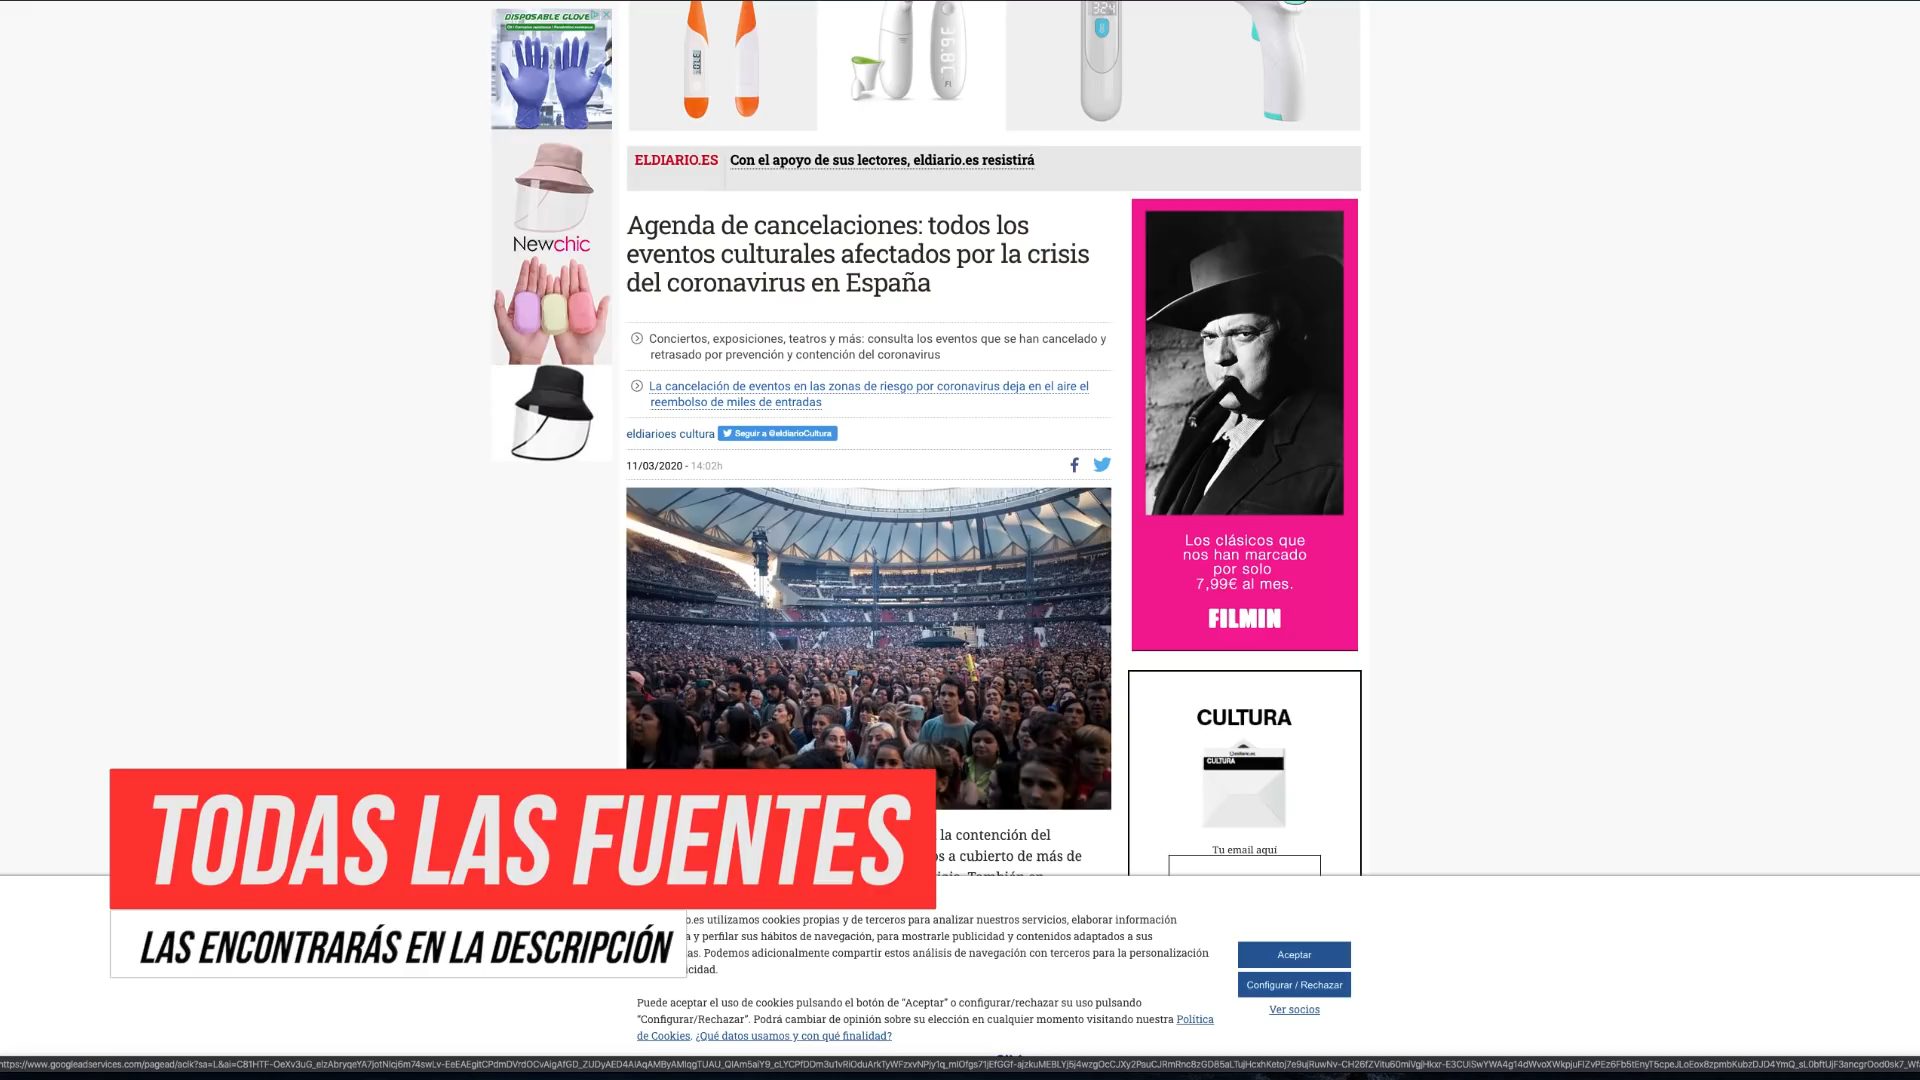 DISPOSABLE GLOVE
Newchic
ELDIARIO.ES Con el apoyo de sus lectores, eldiario.es resistirá
Agenda de cancelaciones: todos los
eventos culturales afectados por la crisis
del coronavirus en España
Conciertos, exposiciones, teatros y más: consulta los eventos que se han cancelado y
retrasado por prevención y contención del coronavirus
La cancelación de eventos en las zonas de riesgo por coronavirus deja en el aire el
reembolso de miles de entradas
eldiarioes cultura Seguir a @eldiarioCultura
11/03/2020 - 14:02h
Los clásicos que
nos han marcado
por solo
7,99€ al mes.
FILMIN
CULTURA
eldiario.es
CULTURA
Tu email aquí
TODAS LAS FUENTES
LAS ENCONTRARÁS EN LA DESCRIPCIÓN
la contención del
s a cubierto de más de
o.es utilizamos cookies propias y de terceros para analizar nuestros servicios, elaborar información
a y perfilar sus hábitos de navegación, para mostrarle publicidad y contenidos adaptados a sus
as. Podemos adicionalmente compartir estos análisis de navegación con terceros para la personalización
cidad.
Puede aceptar el uso de cookies pulsando el botón de "Aceptar" o configurar/rechazar su uso pulsando
"Configurar/Rechazar". Podrá cambiar de opinión sobre su elección en cualquier momento visitando nuestra Política
de Cookies. ¿Qué datos usamos y con qué finalidad?
Aceptar
Configurar / Rechazar
Ver socios